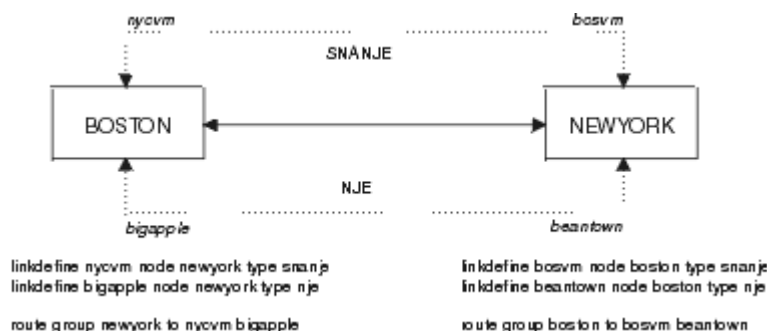 nycvm
bosvm
SNANJE
BOSTON
NEWYORK
NJE
bigapple
beantown
linkdefine nycvm node newyork type snanje
linkdefine bigapple node newyork type nje
route group newyork to nycvm bigapple
linkdefine bosvm node boston type snanje
linkdefine beantown node boston type nje
route group boston to bosvm beantown